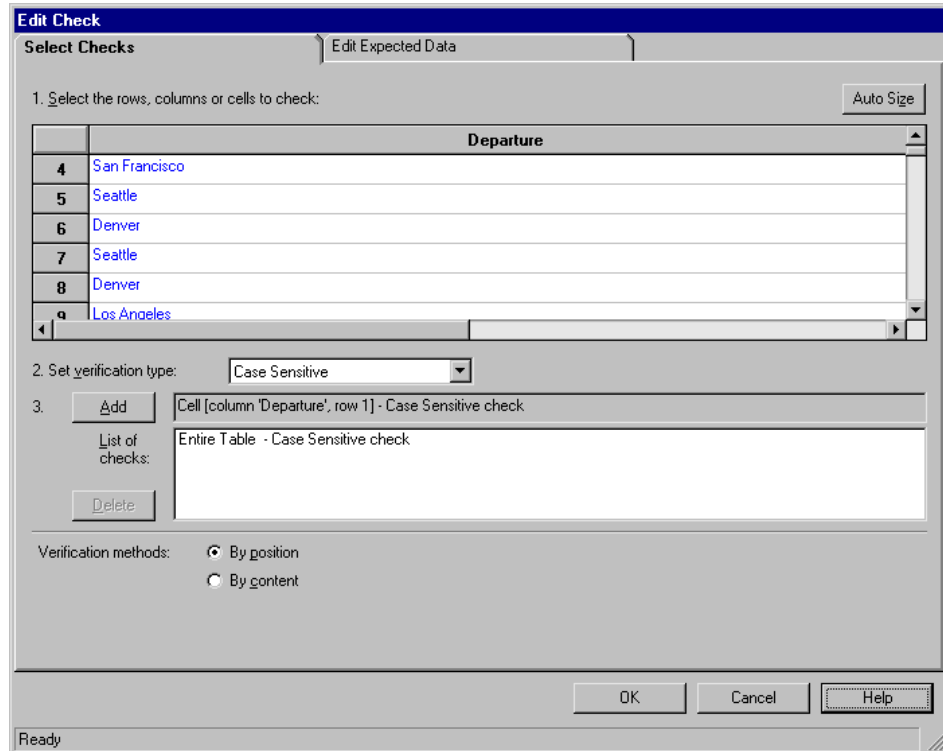 Edit Check
Select Checks Edit Expected Data
1. Select the rows, columns or cells to check: Auto Size
Departure
4 San Francisco
5 Seattle
6 Denver
7 Seattle
8 Denver
9 Los Angeles
2. Set verification type: Case Sensitive
3. Add Cell [column 'Departure', row 1] - Case Sensitive check
List of checks: Entire Table - Case Sensitive check
Delete
Verification methods: By position
By content
OK Cancel Help
Ready